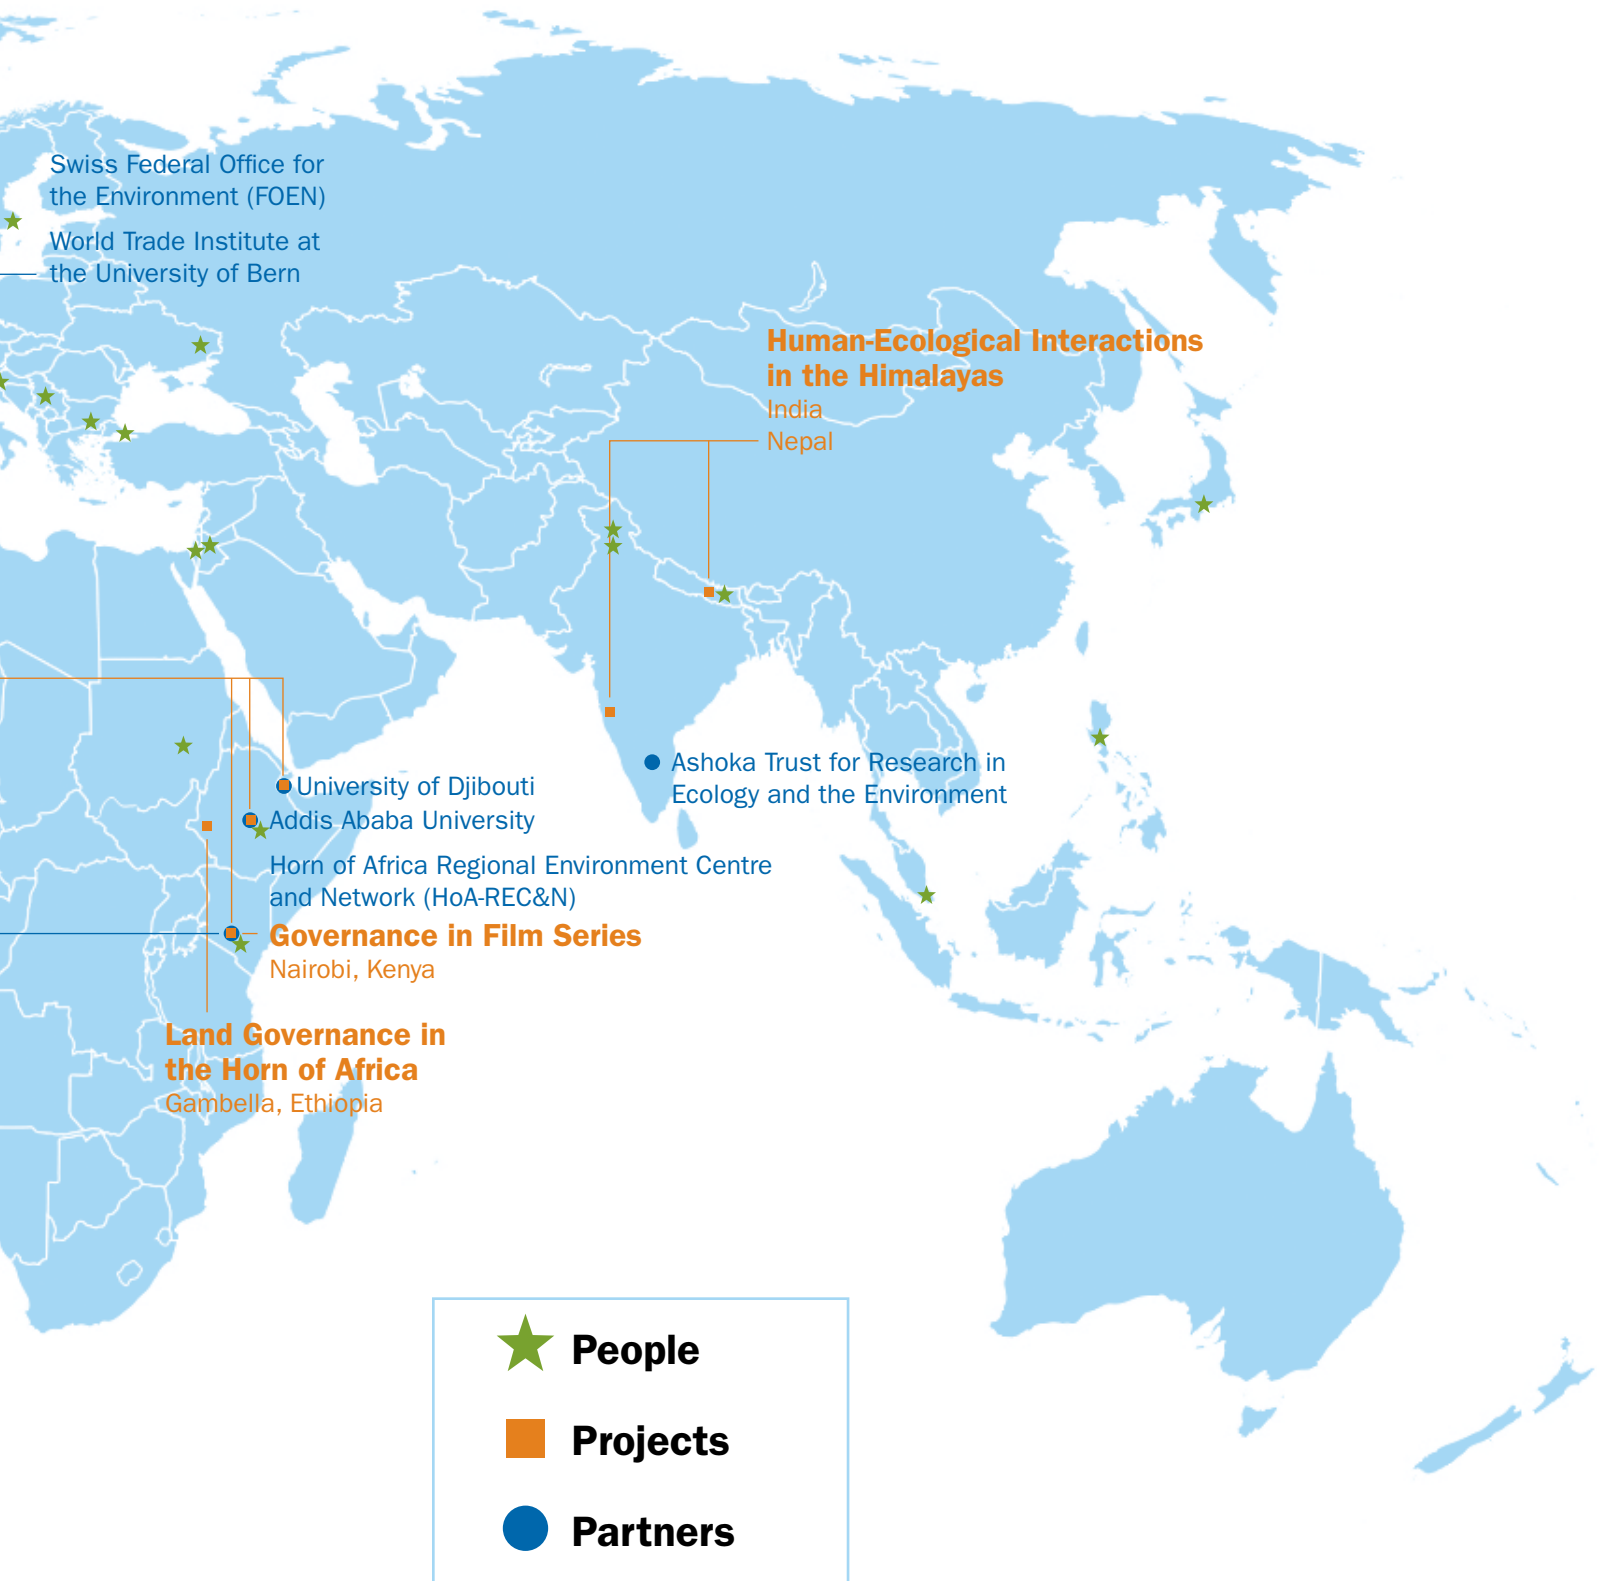 Swiss Federal Office for
the Environment (FOEN)
World Trade Institute at
the University of Bern
Human-Ecological Interactions
in the Himalayas
India
Nepal
Ashoka Trust for Research in
Ecology and the Environment
University of Djibouti
Addis Ababa University
Horn of Africa Regional Environment Centre
and Network (HoA-REC&N)
Governance in Film Series
Nairobi, Kenya
Land Governance in
the Horn of Africa
Gambella, Ethiopia
People
Projects
Partners